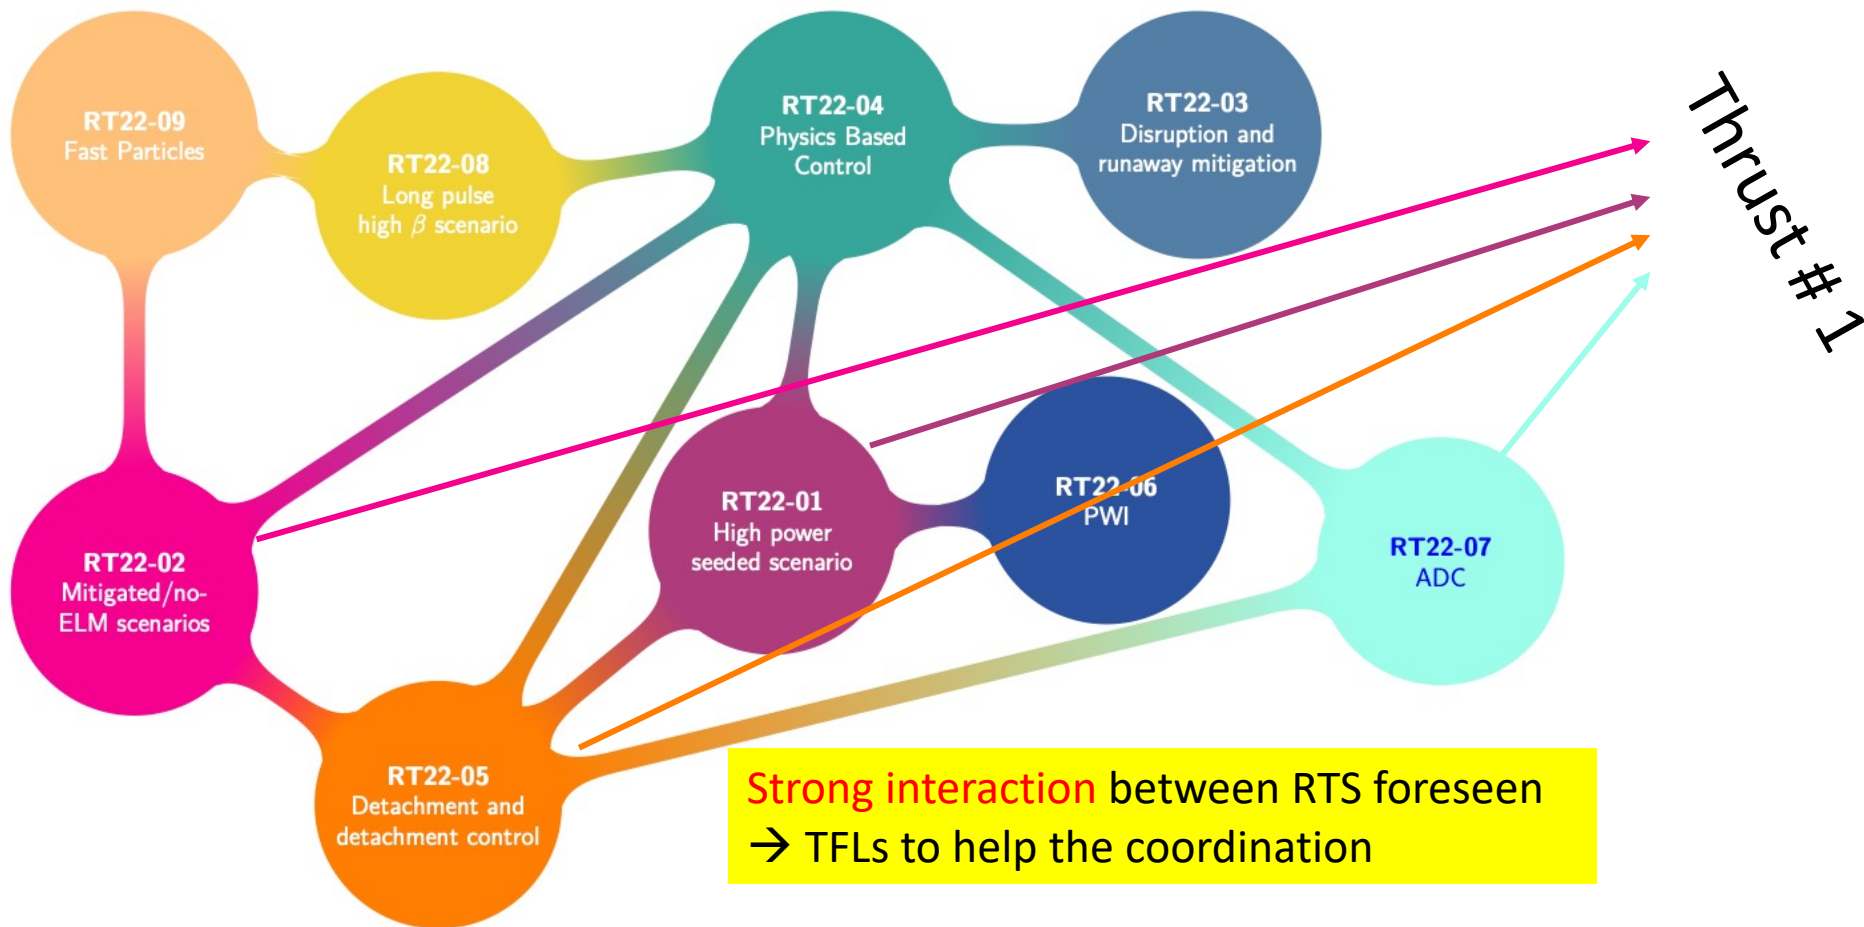 RT22-09
Fast Particles
RT22-08
Long pulse
high β scenario
RT22-04
Physics Based
Control
RT22-03
Disruption and
runaway mitigation
Thrust # 1
RT22-01
High power
seeded scenario
RT22-06
PWI
RT22-07
ADC
RT22-02
Mitigated/no-
ELM scenarios
RT22-05
Detachment and
detachment control
Strong interaction between RTS foreseen
→ TFLs to help the coordination